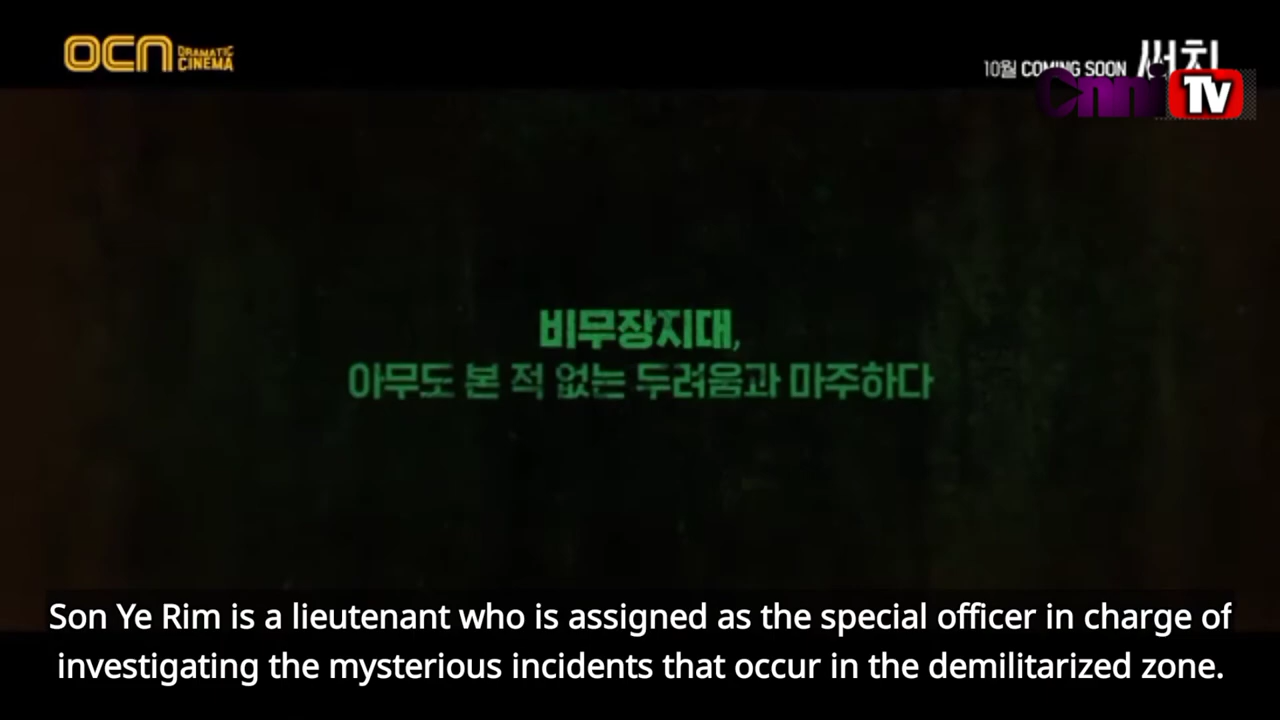 OCN DRAMATIC
CINEMA
10월 COMING SOON 써치
Cnni TV
비무장지대,
아무도 본 적 없는 두려움과 마주하다
Son Ye Rim is a lieutenant who is assigned as the special officer in charge of
investigating the mysterious incidents that occur in the demilitarized zone.